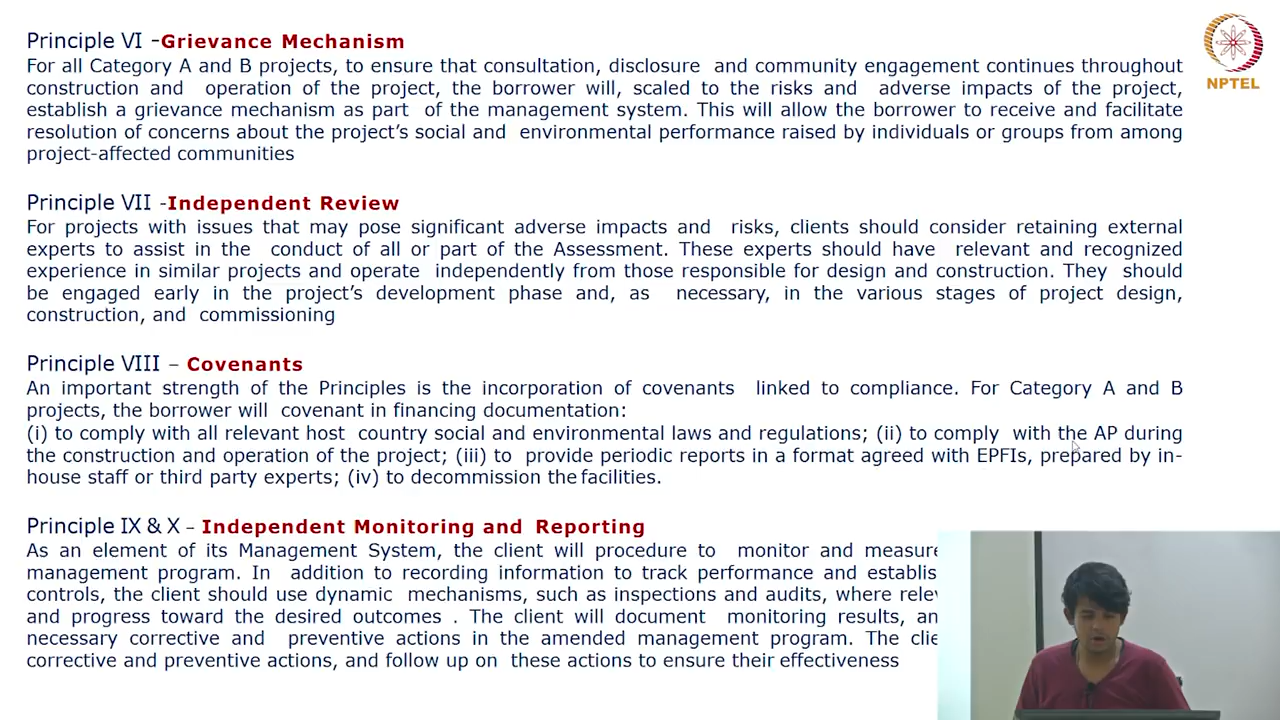 Principle VI -Grievance Mechanism
For all Category A and B projects, to ensure that consultation, disclosure and community engagement continues throughout
construction and operation of the project, the borrower will, scaled to the risks and adverse impacts of the project,
establish a grievance mechanism as part of the management system. This will allow the borrower to receive and facilitate
resolution of concerns about the project's social and environmental performance raised by individuals or groups from among
project-affected communities
NPTEL
Principle VII -Independent Review
For projects with issues that may pose significant adverse impacts and risks, clients should consider retaining external
experts to assist in the conduct of all or part of the Assessment. These experts should have relevant and recognized
experience in similar projects and operate independently from those responsible for design and construction. They should
be engaged early in the project's development phase and, as necessary, in the various stages of project design,
construction, and commissioning
Principle VIII – Covenants
An important strength of the Principles is the incorporation of covenants linked to compliance. For Category A and B
projects, the borrower will covenant in financing documentation:
(i) to comply with all relevant host country social and environmental laws and regulations; (ii) to comply with the AP during
the construction and operation of the project; (iii) to provide periodic reports in a format agreed with EPFIs, prepared by in-
house staff or third party experts; (iv) to decommission the facilities.
Principle IX & X – Independent Monitoring and Reporting
As an element of its Management System, the client will procedure to monitor and measure
management program. In addition to recording information to track performance and
controls, the client should use dynamic mechanisms, such as inspections and audits, where
and progress toward the desired outcomes . The client will document monitoring results,
necessary corrective and preventive actions in the amended management program. The
corrective and preventive actions, and follow up on these actions to ensure their effectiveness